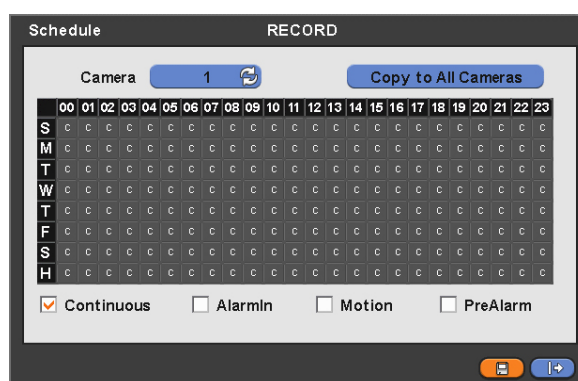 Schedule RECORD
Camera 1 Copy to All Cameras
00 01 02 03 04 05 06 07 08 09 10 11 12 13 14 15 16 17 18 19 20 21 22 23
S C C C C C C C C C C C C C C C C C C C C C C C C
M C C C C C C C C C C C C C C C C C C C C C C C C
T C C C C C C C C C C C C C C C C C C C C C C C C
W C C C C C C C C C C C C C C C C C C C C C C C C
T C C C C C C C C C C C C C C C C C C C C C C C C
F C C C C C C C C C C C C C C C C C C C C C C C C
S C C C C C C C C C C C C C C C C C C C C C C C C
H C C C C C C C C C C C C C C C C C C C C C C C C
Continuous AlarmIn Motion PreAlarm